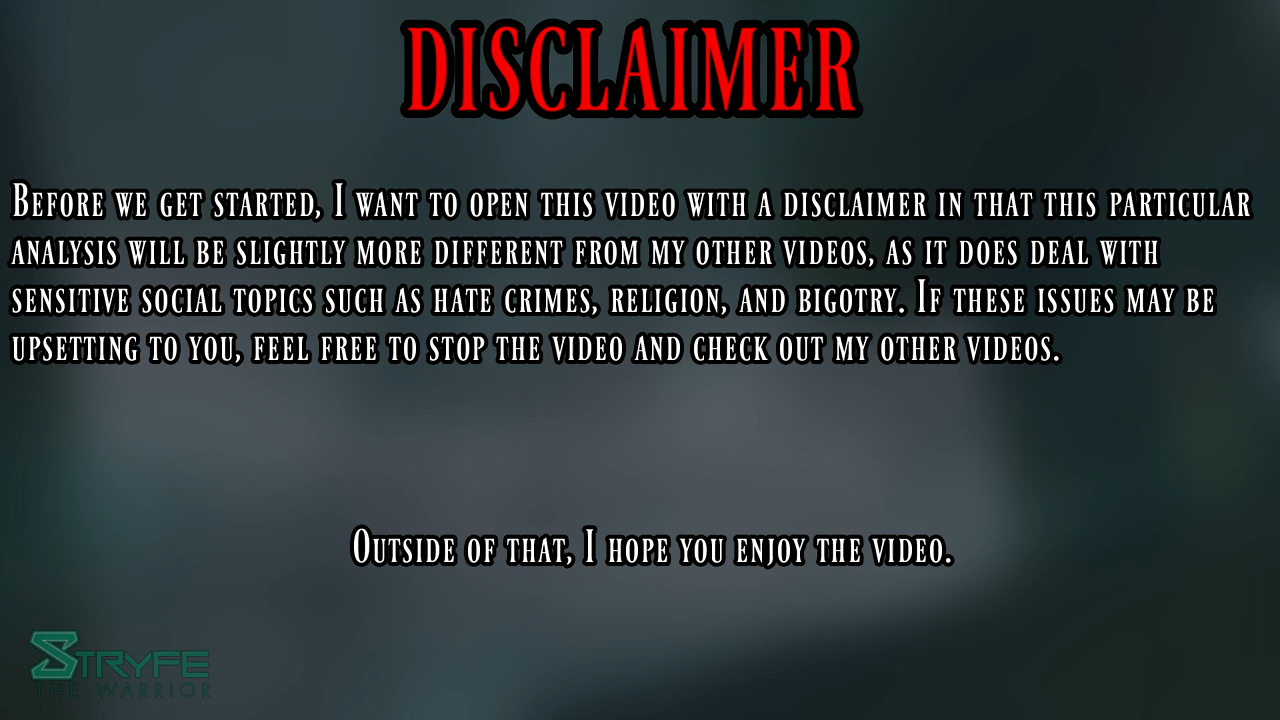 DISCLAIMER
Before we get started, I want to open this video with a disclaimer in that this particular
analysis will be slightly more different from my other videos, as it does deal with
sensitive social topics such as hate crimes, religion, and bigotry. If these issues may be
upsetting to you, feel free to stop the video and check out my other videos.
Outside of that, I hope you enjoy the video.
STRYFE
THE WARRIOR